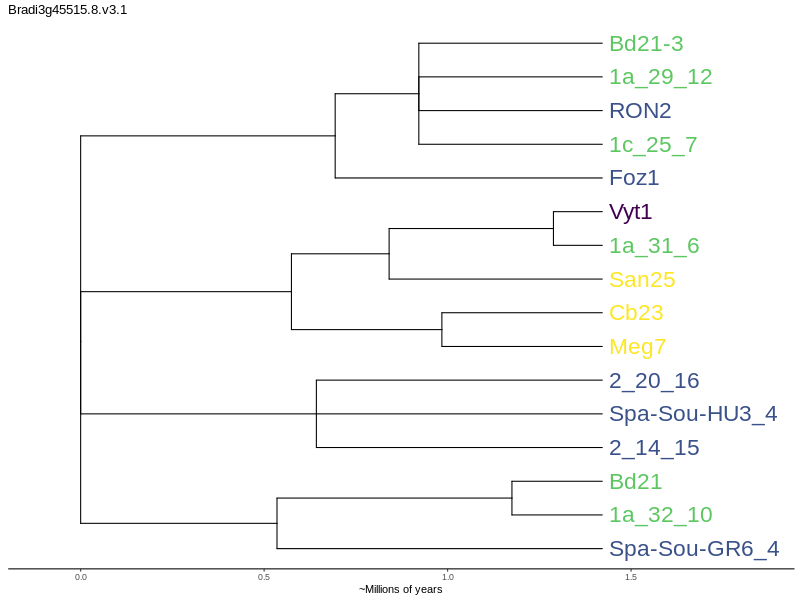 Bradi3g45515.8.v3.1
Bd21-3
1a_29_12
RON2
1c_25_7
Foz1
Vyt1
1a_31_6
San25
Cb23
Meg7
2_20_16
Spa-Sou-HU3_4
2_14_15
Bd21
1a_32_10
Spa-Sou-GR6_4
0.0 0.5 1.0 1.5
~Millions of years